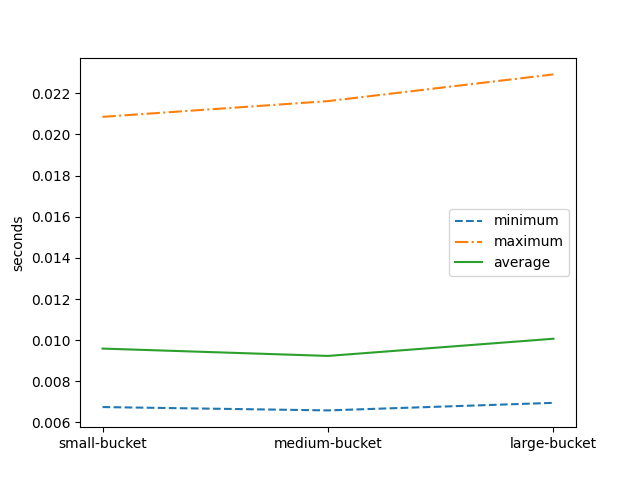 0.022
0.020
0.018
0.016
0.014
0.012
0.010
0.008
0.006
seconds
minimum
maximum
average
small-bucket
medium-bucket
large-bucket